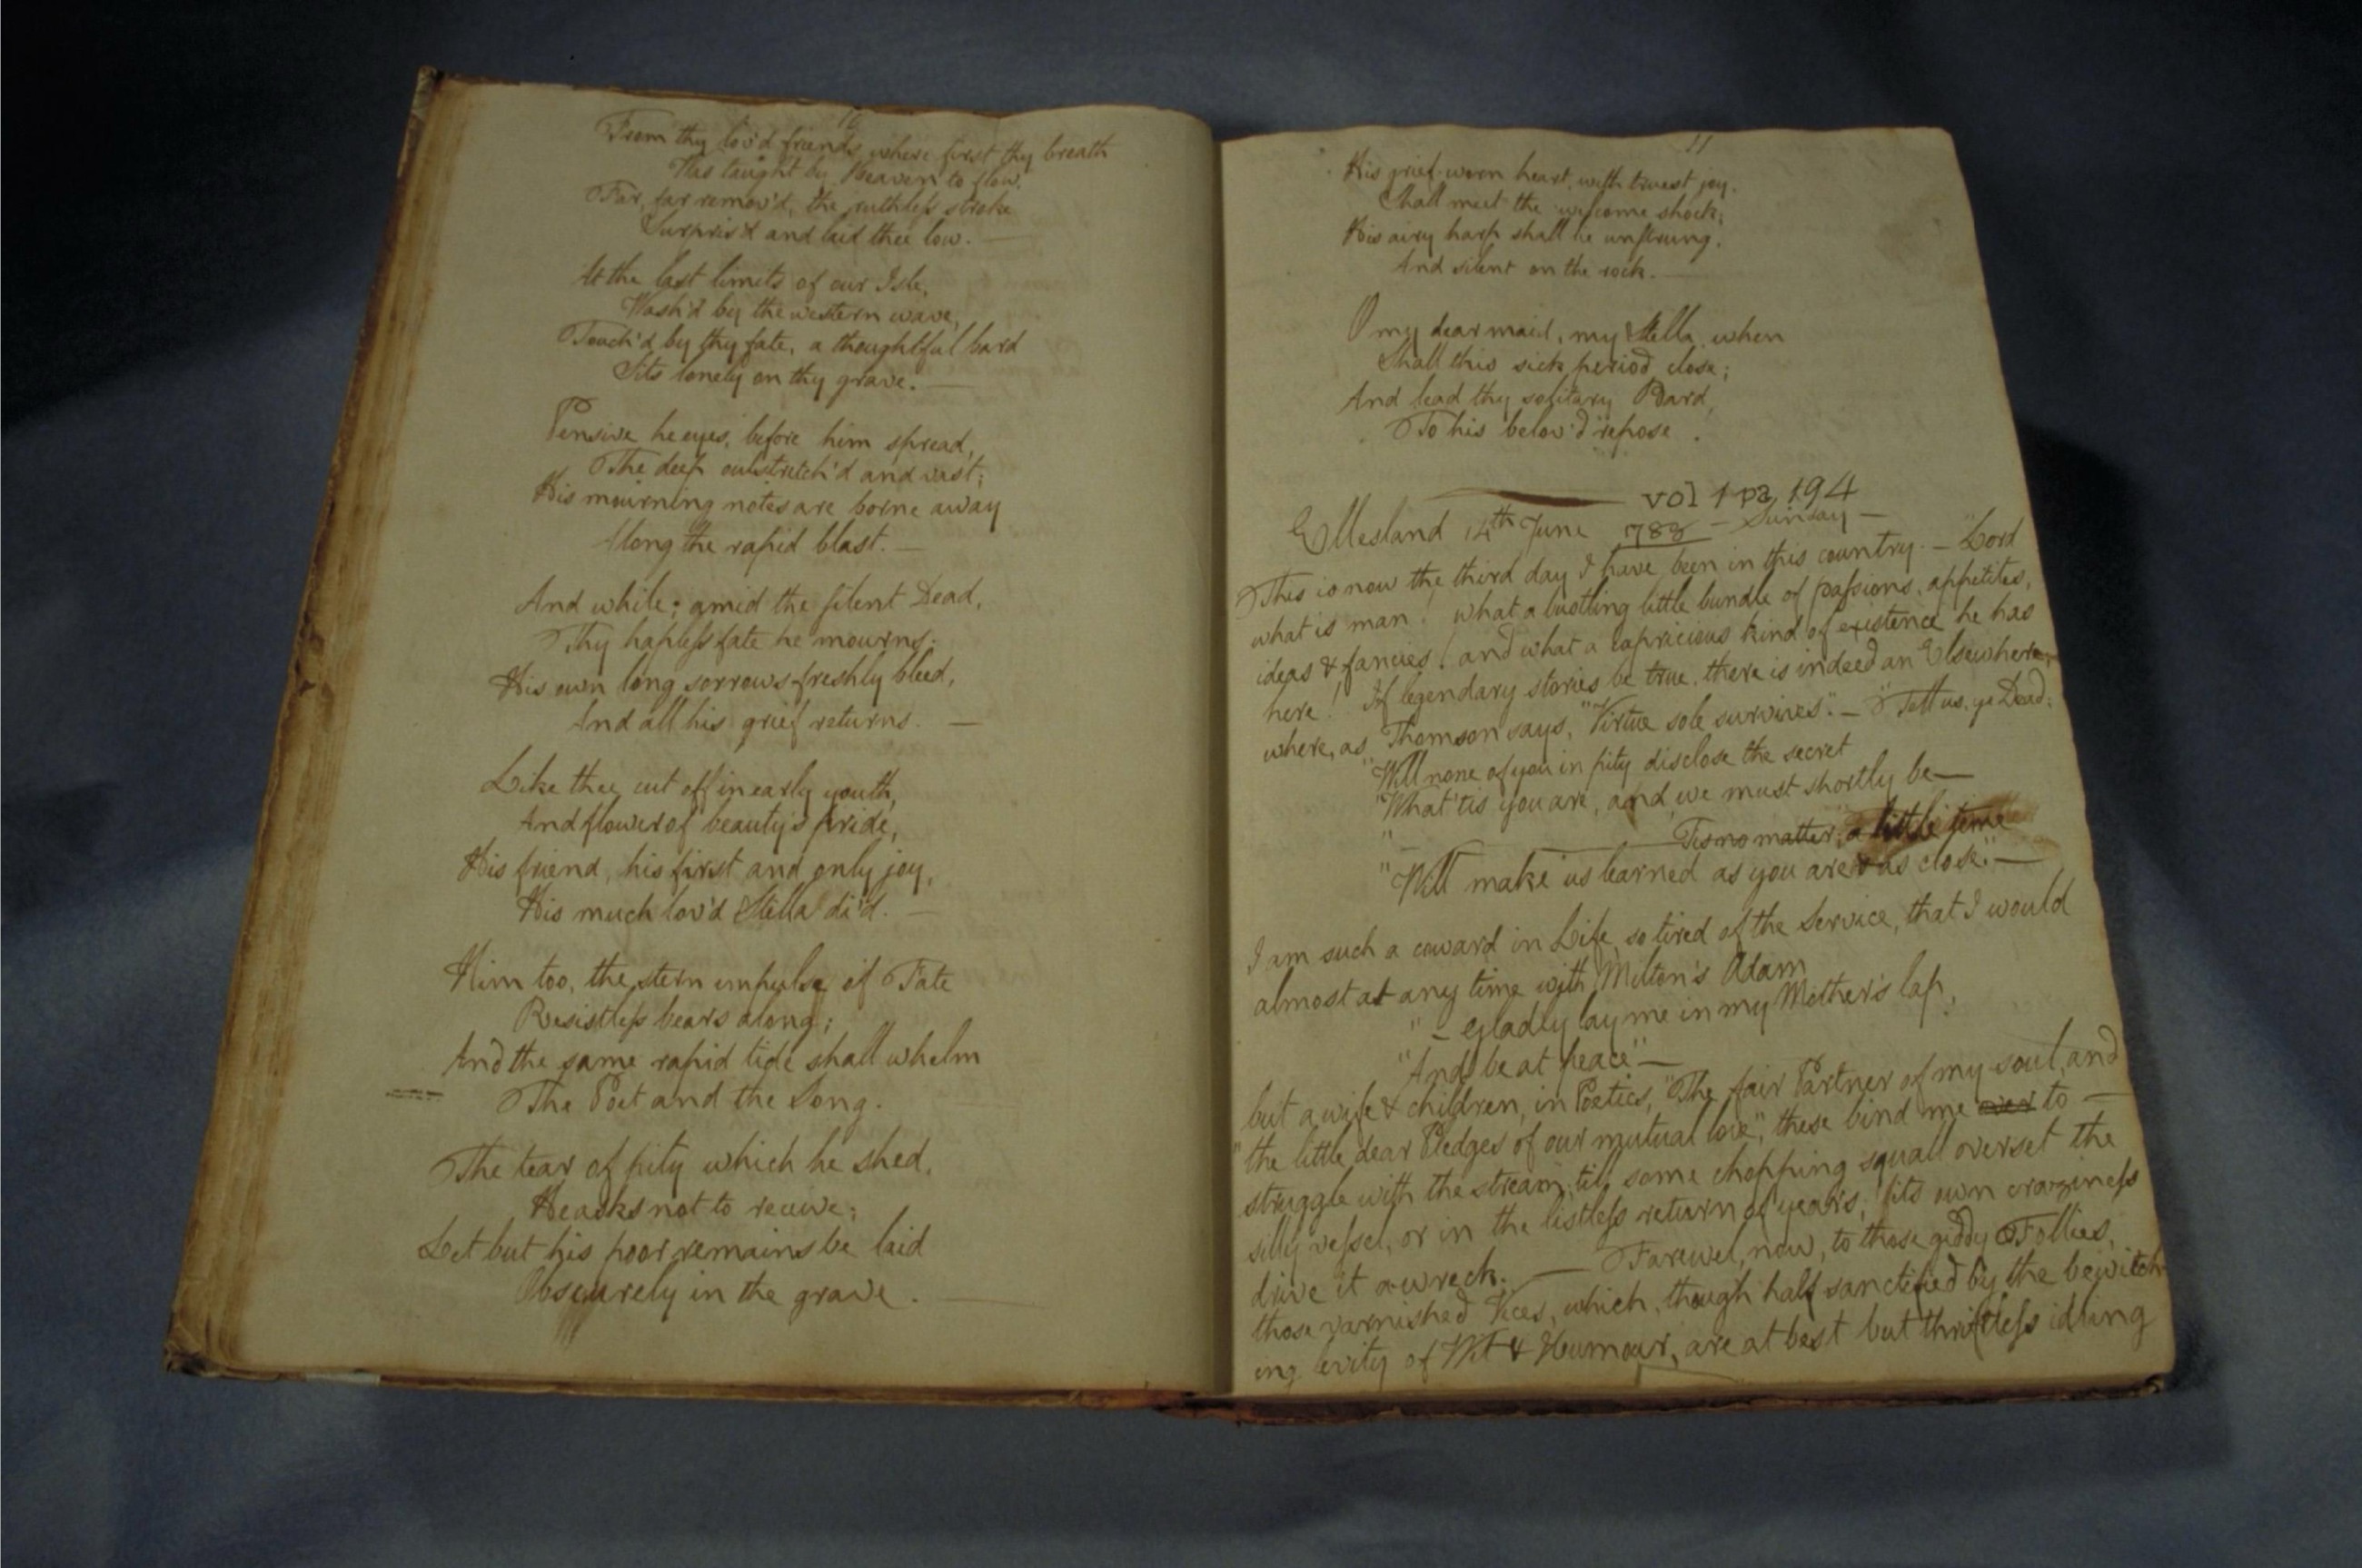 10
From thy lov'd friends, where first thy breath
Was taught by Heaven to flow,
Far, far remov'd, the ruthless stroke
Surpris'd and laid thee low. —
At the last limits of our Isle,
Wash'd by the western wave,
Touch'd by thy fate, a thoughtful bard
Sits lonely on thy grave. —
Pensive he eyes, before him spread,
The deep outstretch'd and vast;
His mourning notes are borne away
Along the rapid blast. —
And while, amid the silent Dead,
Thy hapless fate he mourns.
His own long sorrows freshly bleed,
And all his grief returns. —
Like thee cut off in early youth,
And flower of beauty's pride,
His friend, his first and only joy,
His much lov'd Stella di'd. —
Him too, the stern impulse of Fate
Resistless bears along;
And the same rapid tide shall whelm
The Poet and the Song.
The tear of pity which he shed,
He asks not to receive;
Let but his poor remains be laid
Obscurely in the grave. —
11
His grief-worn heart, with truest joy,
Shall meet the welcome shock;
His airy harp shall lie unstrung,
And silent on the rock. —
O my dear maid, my Stella, when
Shall this sick period close;
And lead thy solitary Bard,
To his belov'd repose.
vol 1 pa 194
Ellesland 14th June 788 — Sunday —
This is now the third day I have been in this country. — "Lord
what is man! what a bustling little bundle of passions, appetites,
ideas & fancies! and what a capricious kind of existence he has
here! If legendary stories be true, there is indeed an Elsewhere,
where, as Thomson says, "Virtue sole survives". — "Tell us, ye Dead;
"Will none of you in pity disclose the secret
"What 'tis you are, and we must shortly be —
" — Tis no matter; a little time
"Will make us learned as you are & as close." —
I am such a coward in Life, so tired of the Service, that I would
almost at any time with Milton's Adam
" — Gladly lay me in my Mother's lap,
"And be at peace" —
but a wife & children, in Poetics, "The fair Partner of my soul, and
"the little dear Pledges of our mutual love", these bind me to —
struggle with the stream; till some chopping squall overset the
silly vessel, or in the listless return of years, its own craziness
drive it a wreck. — Farewel, now, to those giddy Follies,
those varnished Vices, which, though half sanctified by the bewitch-
ing levity of Wit & Humour, are at best but thriftless idling